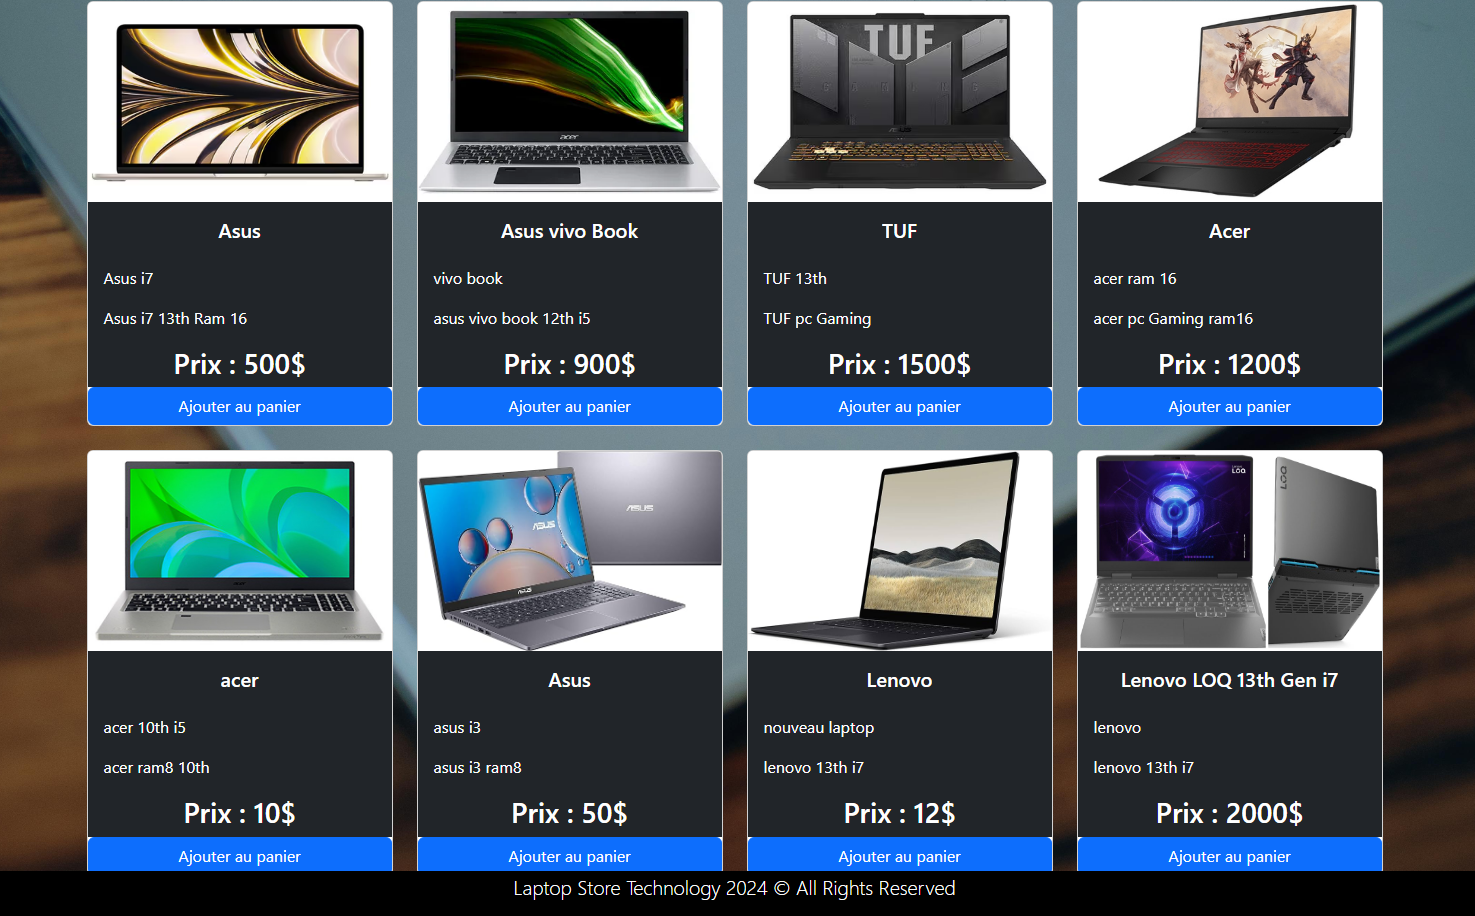 acer
TUF
ASUS
LOQ
LOQ
Asus
Asus vivo Book
TUF
Acer
Asus i7
vivo book
TUF 13th
acer ram 16
Asus i7 13th Ram 16
asus vivo book 12th i5
TUF pc Gaming
acer pc Gaming ram16
Prix : 500$
Prix : 900$
Prix : 1500$
Prix : 1200$
Ajouter au panier
Ajouter au panier
Ajouter au panier
Ajouter au panier
ASUS
ASUS
ASUS
acer
Asus
Lenovo
Lenovo LOQ 13th Gen i7
acer 10th i5
asus i3
nouveau laptop
lenovo
acer ram8 10th
asus i3 ram8
lenovo 13th i7
lenovo 13th i7
Prix : 10$
Prix : 50$
Prix : 12$
Prix : 2000$
Ajouter au panier
Ajouter au panier
Ajouter au panier
Ajouter au panier
Laptop Store Technology 2024 © All Rights Reserved